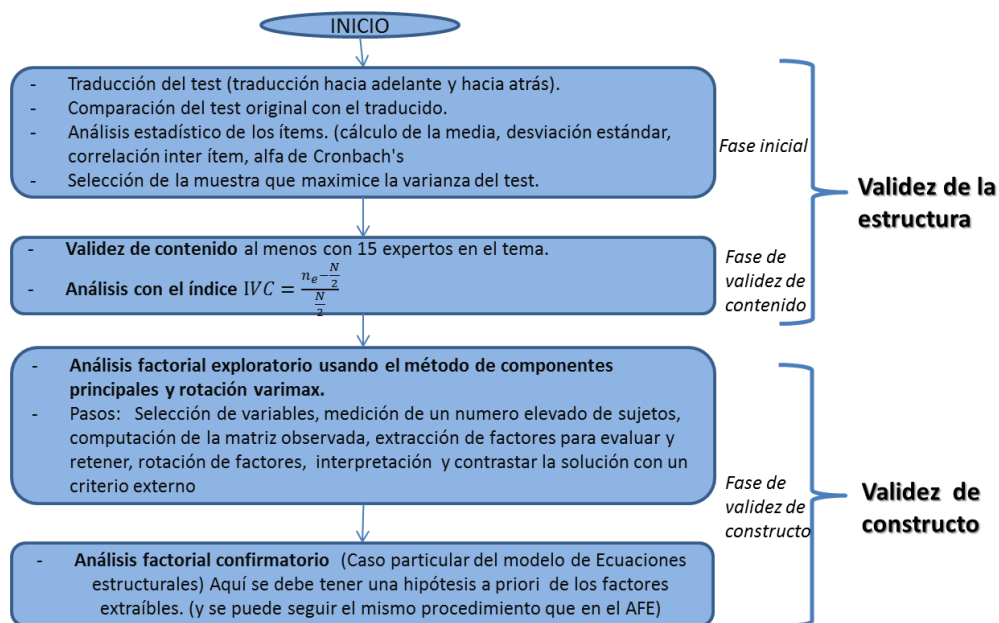 INICIO
- Traducción del test (traducción hacia adelante y hacia atrás).
- Comparación del test original con el traducido.
- Análisis estadístico de los ítems. (cálculo de la media, desviación estándar,
correlación inter ítem, alfa de Cronbach's
- Selección de la muestra que maximice la varianza del test.
Fase inicial
Validez de la
estructura
- Validez de contenido al menos con 15 expertos en el tema.
- Análisis con el índice IVC = (n_e - N/2) / (N/2)
Fase de
validez de
contenido
- Análisis factorial exploratorio usando el método de componentes
principales y rotación varimax.
- Pasos: Selección de variables, medición de un numero elevado de sujetos,
computación de la matriz observada, extracción de factores para evaluar y
retener, rotación de factores, interpretación y contrastar la solución con un
criterio externo
Fase de
validez de
constructo
Validez de
constructo
- Análisis factorial confirmatorio (Caso particular del modelo de Ecuaciones
estructurales) Aquí se debe tener una hipótesis a priori de los factores
extraíbles. (y se puede seguir el mismo procedimiento que en el AFE)